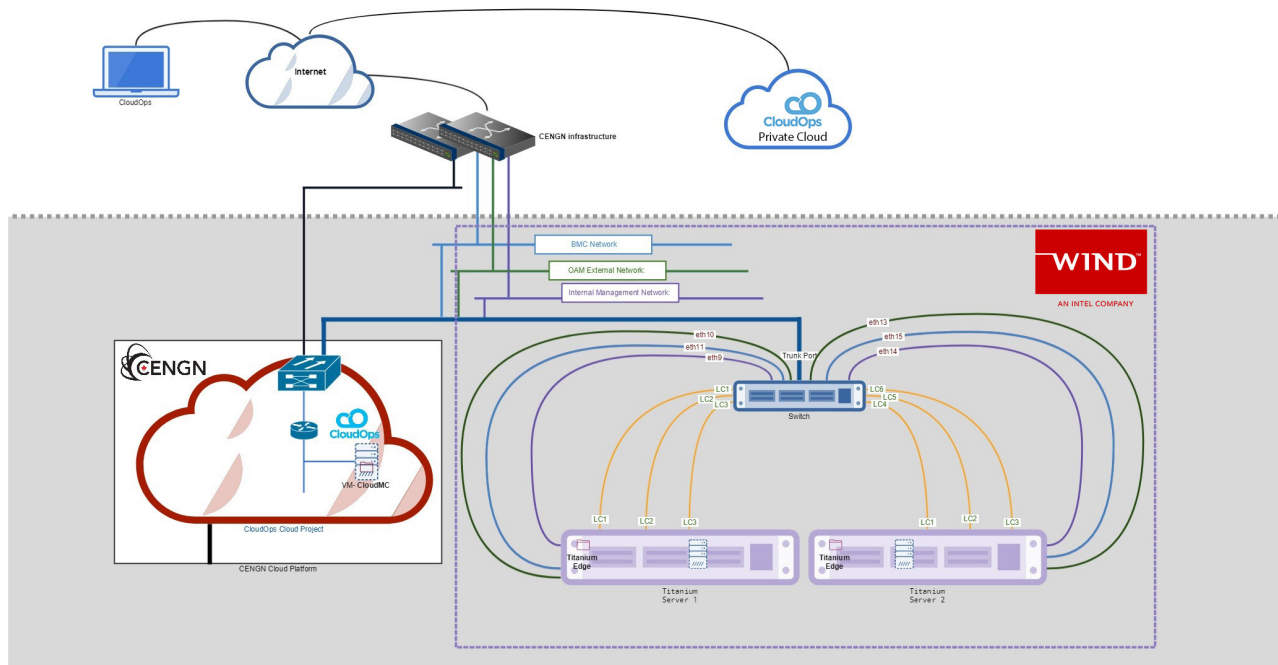 CloudOps
Internet
CENGN infrastructure
CloudOps
Private Cloud
BMC Network
OAM External Network:
Internal Management Network:
WIND™
AN INTEL COMPANY
CENGN
CloudOps
VM- CloudMC
CloudOps Cloud Project
CENGN Cloud Platform
eth10
eth11
eth9
Trunk Port
eth13
eth15
eth14
LC1
LC2
LC3
Switch
LC6
LC5
LC4
LC1
LC2
LC3
LC1
LC2
LC3
Titanium
Edge
Titanium
Edge
Titanium
Server 1
Titanium
Server 2